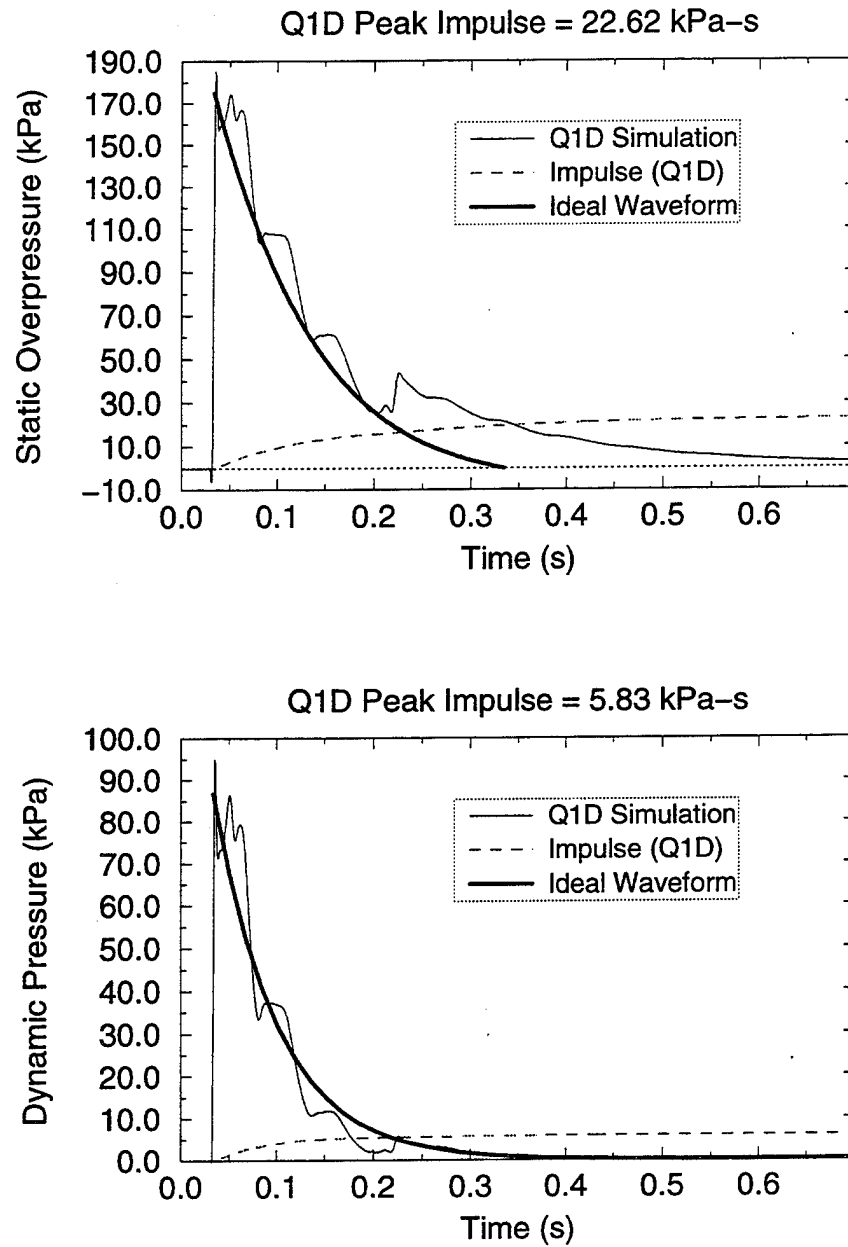 Q1D Peak Impulse = 22.62 kPa–s
Static Overpressure (kPa)
190.0
170.0
150.0
130.0
110.0
90.0
70.0
50.0
30.0
10.0
–10.0
Q1D Simulation
Impulse (Q1D)
Ideal Waveform
0.0 0.1 0.2 0.3 0.4 0.5 0.6
Time (s)
Q1D Peak Impulse = 5.83 kPa–s
Dynamic Pressure (kPa)
100.0
90.0
80.0
70.0
60.0
50.0
40.0
30.0
20.0
10.0
0.0
Q1D Simulation
Impulse (Q1D)
Ideal Waveform
0.0 0.1 0.2 0.3 0.4 0.5 0.6
Time (s)